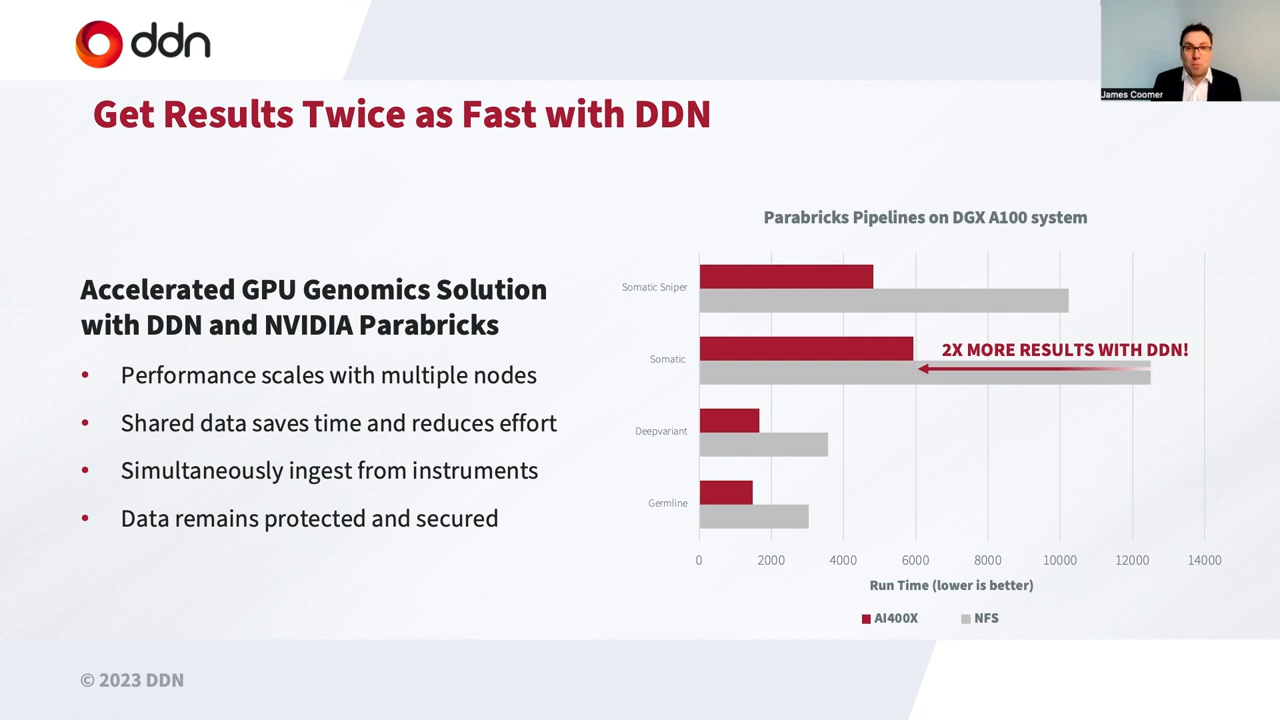 ddn
James Coomer
Get Results Twice as Fast with DDN
Accelerated GPU Genomics Solution
with DDN and NVIDIA Parabricks
• Performance scales with multiple nodes
• Shared data saves time and reduces effort
• Simultaneously ingest from instruments
• Data remains protected and secured
Parabricks Pipelines on DGX A100 system
Somatic Sniper
Somatic
2X MORE RESULTS WITH DDN!
Deepvariant
Germline
0 2000 4000 6000 8000 10000 12000 14000
Run Time (lower is better)
AI400X NFS
© 2023 DDN